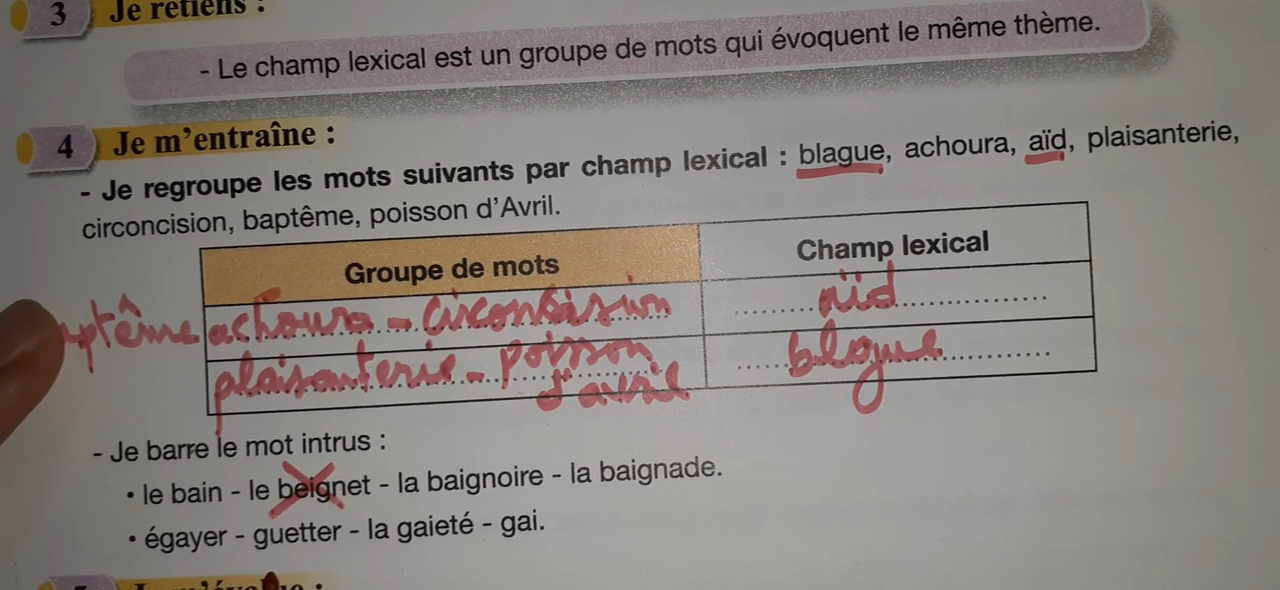 3 Je retiens :
- Le champ lexical est un groupe de mots qui évoquent le même thème.
4 Je m'entraîne :
- Je regroupe les mots suivants par champ lexical : blague, achoura, aïd, plaisanterie,
circoncision, baptême, poisson d'Avril.
Groupe de mots Champ lexical
aptême achoura - circonsision aïd
plaisanterie - poisson blague
d'avril
- Je barre le mot intrus :
• le bain - le beignet - la baignoire - la baignade.
• égayer - guetter - la gaieté - gai.